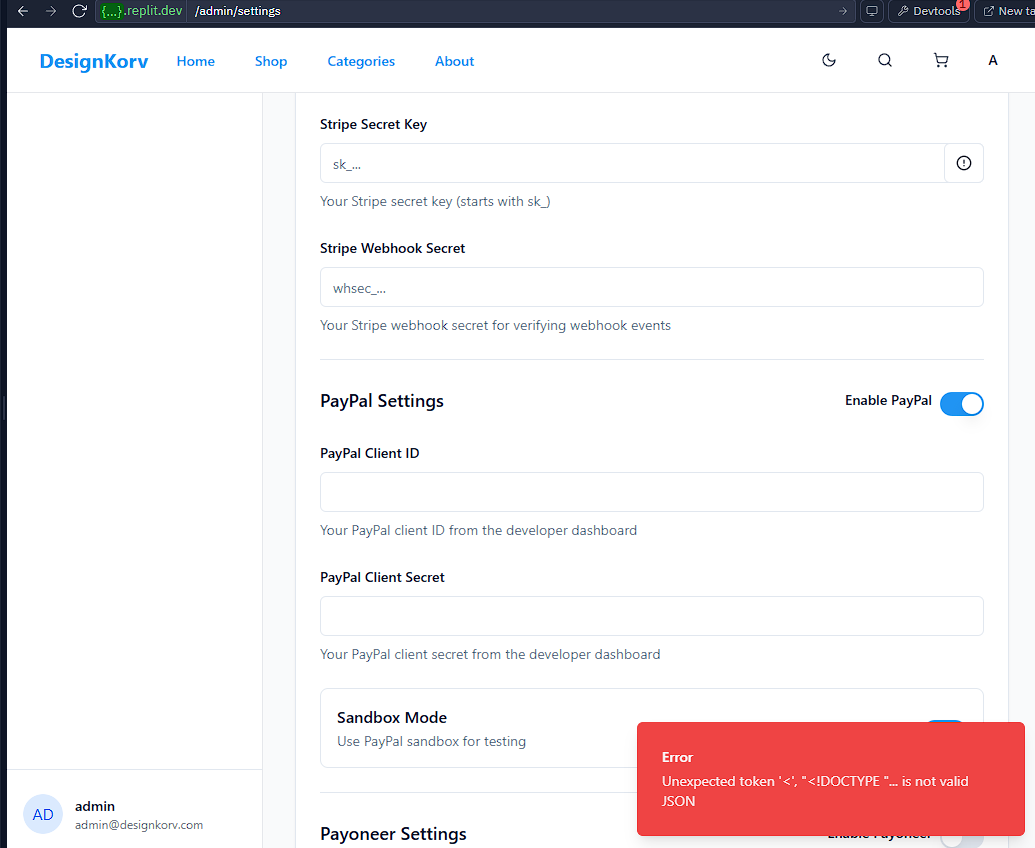 {...}.replit.dev /admin/settings Devtools 1 New ta
DesignKorv Home Shop Categories About A
Stripe Secret Key
sk_...
Your Stripe secret key (starts with sk_)
Stripe Webhook Secret
whsec_...
Your Stripe webhook secret for verifying webhook events
PayPal Settings Enable PayPal
PayPal Client ID
Your PayPal client ID from the developer dashboard
PayPal Client Secret
Your PayPal client secret from the developer dashboard
Sandbox Mode
Use PayPal sandbox for testing
Error
Unexpected token '<', "<!DOCTYPE "... is not valid
JSON
AD admin
admin@designkorv.com
Payoneer Settings Enable Payoneer